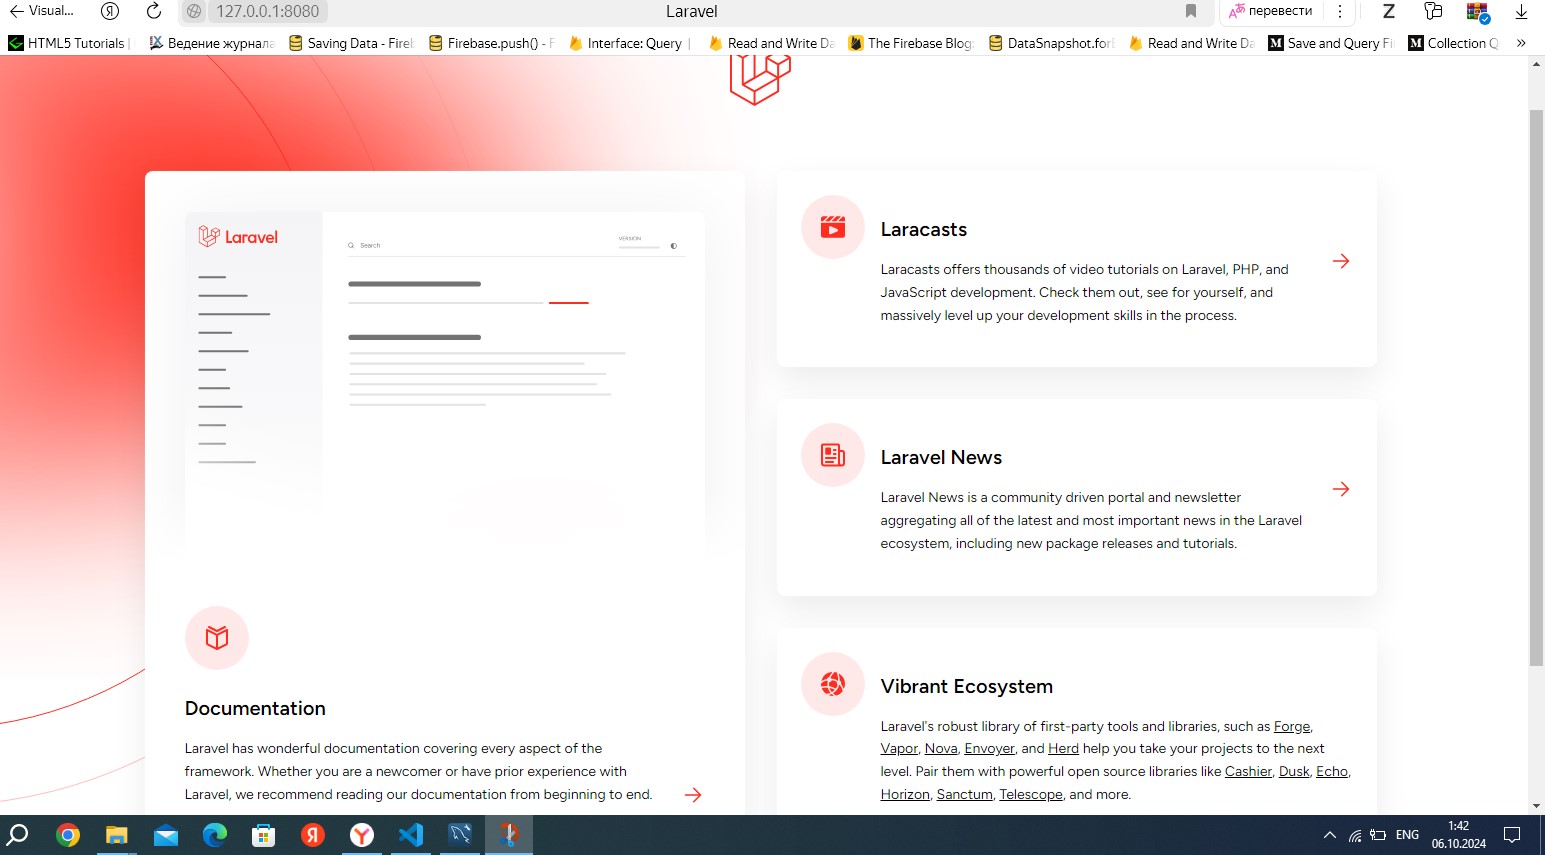 Visual...
Я
127.0.0.1:8080
Laravel
перевести
Z
HTML5 Tutorials |
Ведение журнала
Saving Data - Fireb
Firebase.push() - F
Interface: Query |
Read and Write Da
The Firebase Blog:
DataSnapshot.forE
Read and Write Da
M Save and Query Fi
M Collection Q
»
Laravel
Search
VERSION
Documentation
Laravel has wonderful documentation covering every aspect of the
framework. Whether you are a newcomer or have prior experience with
Laravel, we recommend reading our documentation from beginning to end.
Laracasts
Laracasts offers thousands of video tutorials on Laravel, PHP, and
JavaScript development. Check them out, see for yourself, and
massively level up your development skills in the process.
Laravel News
Laravel News is a community driven portal and newsletter
aggregating all of the latest and most important news in the Laravel
ecosystem, including new package releases and tutorials.
Vibrant Ecosystem
Laravel's robust library of first-party tools and libraries, such as Forge,
Vapor, Nova, Envoyer, and Herd help you take your projects to the next
level. Pair them with powerful open source libraries like Cashier, Dusk, Echo,
Horizon, Sanctum, Telescope, and more.
Я
Y
ENG
1:42
06.10.2024